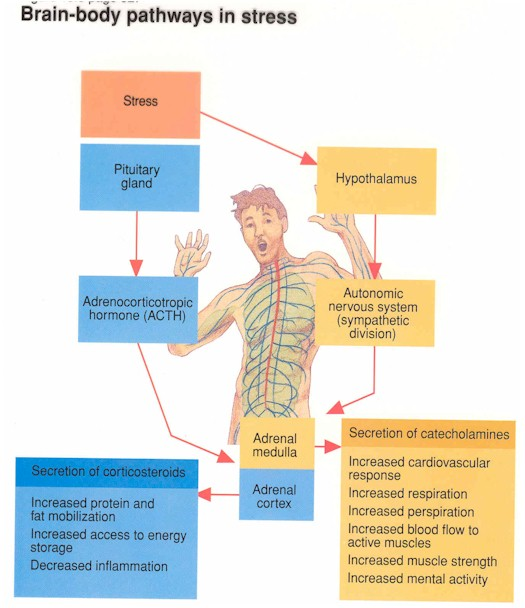 Brain-body pathways in stress
Stress
Pituitary
gland
Hypothalamus
Adrenocorticotropic
hormone (ACTH)
Autonomic
nervous system
(sympathetic
division)
Adrenal
medulla
Adrenal
cortex
Secretion of catecholamines
Increased cardiovascular
response
Increased respiration
Increased perspiration
Increased blood flow to
active muscles
Increased muscle strength
Increased mental activity
Secretion of corticosteroids
Increased protein and
fat mobilization
Increased access to energy
storage
Decreased inflammation